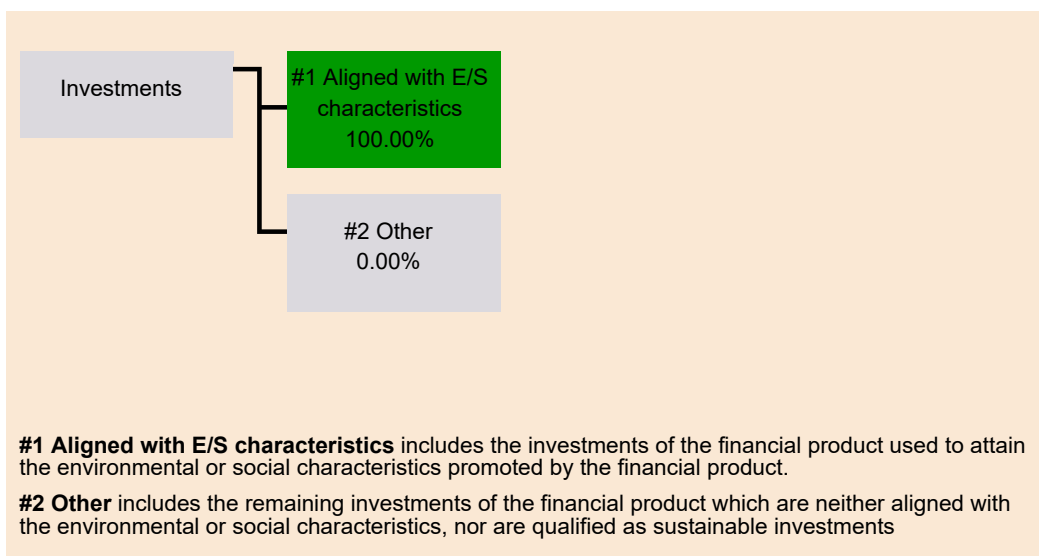 Investments
#1 Aligned with E/S
characteristics
100.00%
#2 Other
0.00%
#1 Aligned with E/S characteristics includes the investments of the financial product used to attain
the environmental or social characteristics promoted by the financial product.
#2 Other includes the remaining investments of the financial product which are neither aligned with
the environmental or social characteristics, nor are qualified as sustainable investments